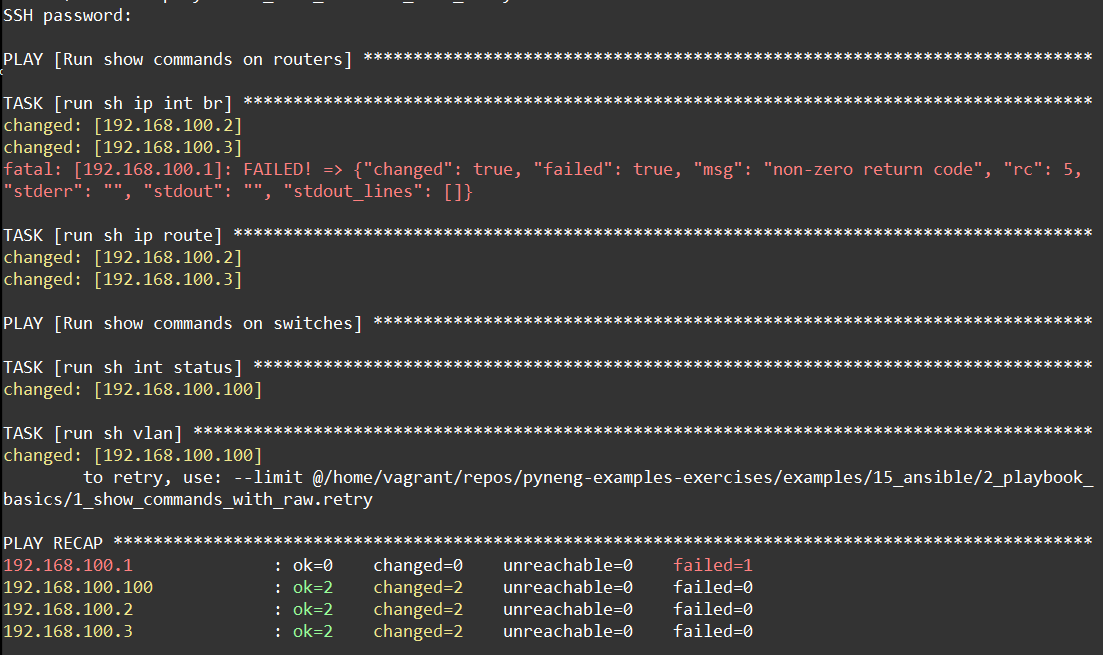 SSH password:
PLAY [Run show commands on routers] *************************************************************************
TASK [run sh ip int br] *************************************************************************************
changed: [192.168.100.2]
changed: [192.168.100.3]
fatal: [192.168.100.1]: FAILED! => {"changed": true, "failed": true, "msg": "non-zero return code", "rc": 5,
"stderr": "", "stdout": "", "stdout_lines": []}
TASK [run sh ip route] **************************************************************************************
changed: [192.168.100.2]
changed: [192.168.100.3]
PLAY [Run show commands on switches] ************************************************************************
TASK [run sh int status] ************************************************************************************
changed: [192.168.100.100]
TASK [run sh vlan] ******************************************************************************************
changed: [192.168.100.100]
to retry, use: --limit @/home/vagrant/repos/pyneng-examples-exercises/examples/15_ansible/2_playbook_
basics/1_show_commands_with_raw.retry
PLAY RECAP **************************************************************************************************
192.168.100.1 : ok=0 changed=0 unreachable=0 failed=1
192.168.100.100 : ok=2 changed=2 unreachable=0 failed=0
192.168.100.2 : ok=2 changed=2 unreachable=0 failed=0
192.168.100.3 : ok=2 changed=2 unreachable=0 failed=0